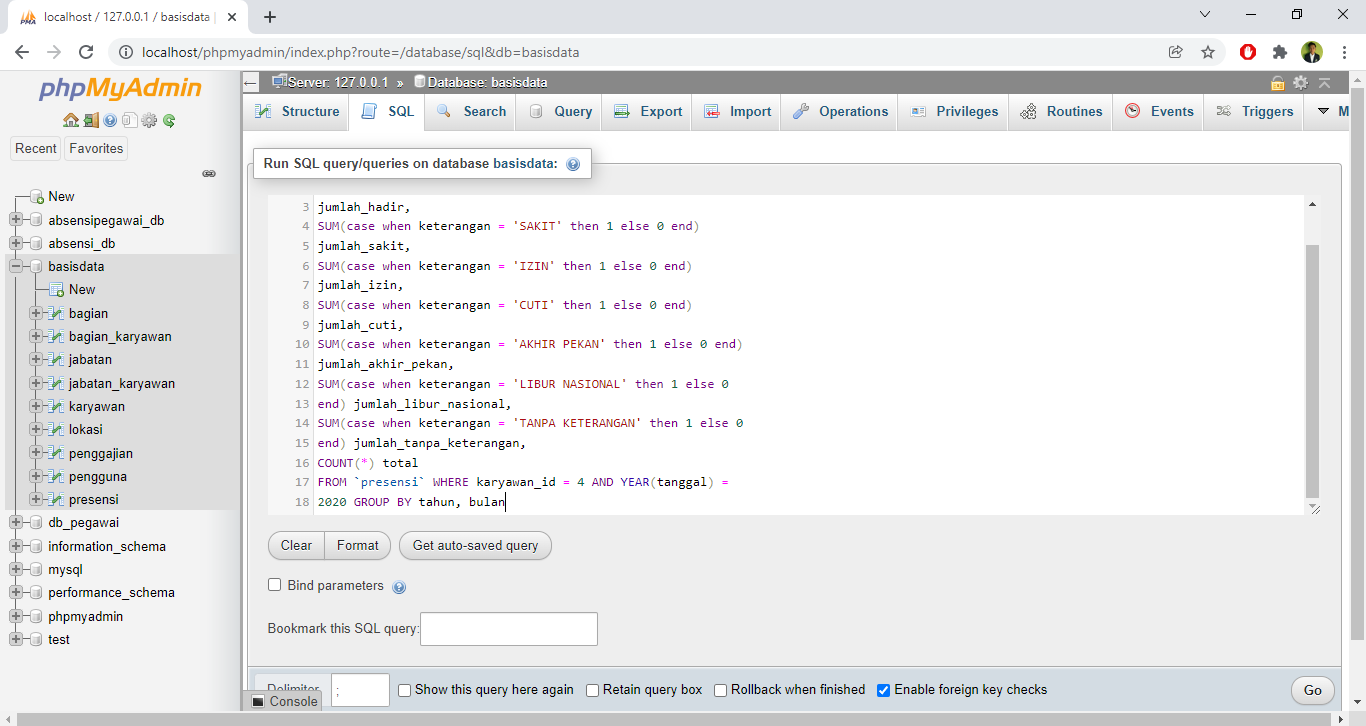 localhost / 127.0.0.1 / basisdata |
localhost/phpmyadmin/index.php?route=/database/sql&db=basisdata
phpMyAdmin
Recent Favorites
New
absensipegawai_db
absensi_db
basisdata
New
bagian
bagian_karyawan
jabatan
jabatan_karyawan
karyawan
lokasi
penggajian
pengguna
presensi
db_pegawai
information_schema
mysql
performance_schema
phpmyadmin
test
Server: 127.0.0.1 » Database: basisdata
Structure SQL Search Query Export Import Operations Privileges Routines Events Triggers M
Run SQL query/queries on database basisdata:
3 jumlah_hadir,
4 SUM(case when keterangan = 'SAKIT' then 1 else 0 end)
5 jumlah_sakit,
6 SUM(case when keterangan = 'IZIN' then 1 else 0 end)
7 jumlah_izin,
8 SUM(case when keterangan = 'CUTI' then 1 else 0 end)
9 jumlah_cuti,
10 SUM(case when keterangan = 'AKHIR PEKAN' then 1 else 0 end)
11 jumlah_akhir_pekan,
12 SUM(case when keterangan = 'LIBUR NASIONAL' then 1 else 0
13 end) jumlah_libur_nasional,
14 SUM(case when keterangan = 'TANPA KETERANGAN' then 1 else 0
15 end) jumlah_tanpa_keterangan,
16 COUNT(*) total
17 FROM `presensi` WHERE karyawan_id = 4 AND YEAR(tanggal) =
18 2020 GROUP BY tahun, bulan
Clear Format Get auto-saved query
Bind parameters
Bookmark this SQL query:
Delimiter ; Show this query here again Retain query box Rollback when finished Enable foreign key checks Go
Console